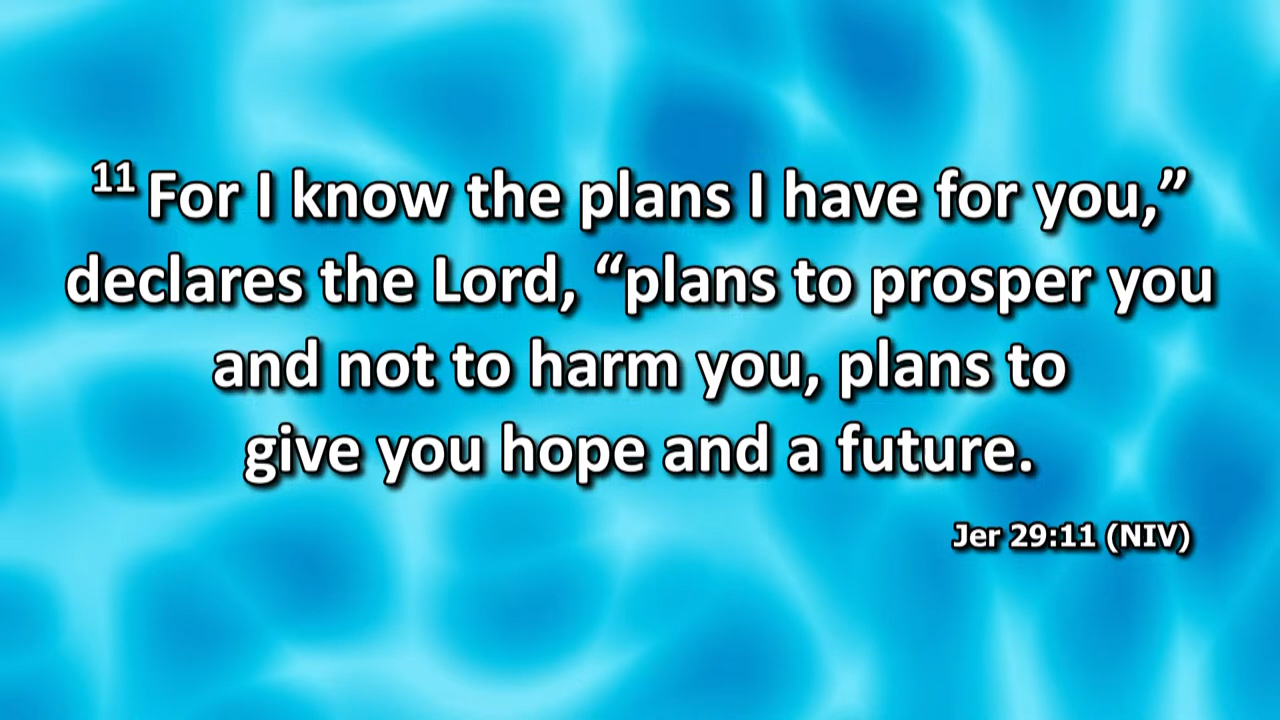 11 For I know the plans I have for you,”
declares the Lord, “plans to prosper you
and not to harm you, plans to
give you hope and a future.
Jer 29:11 (NIV)